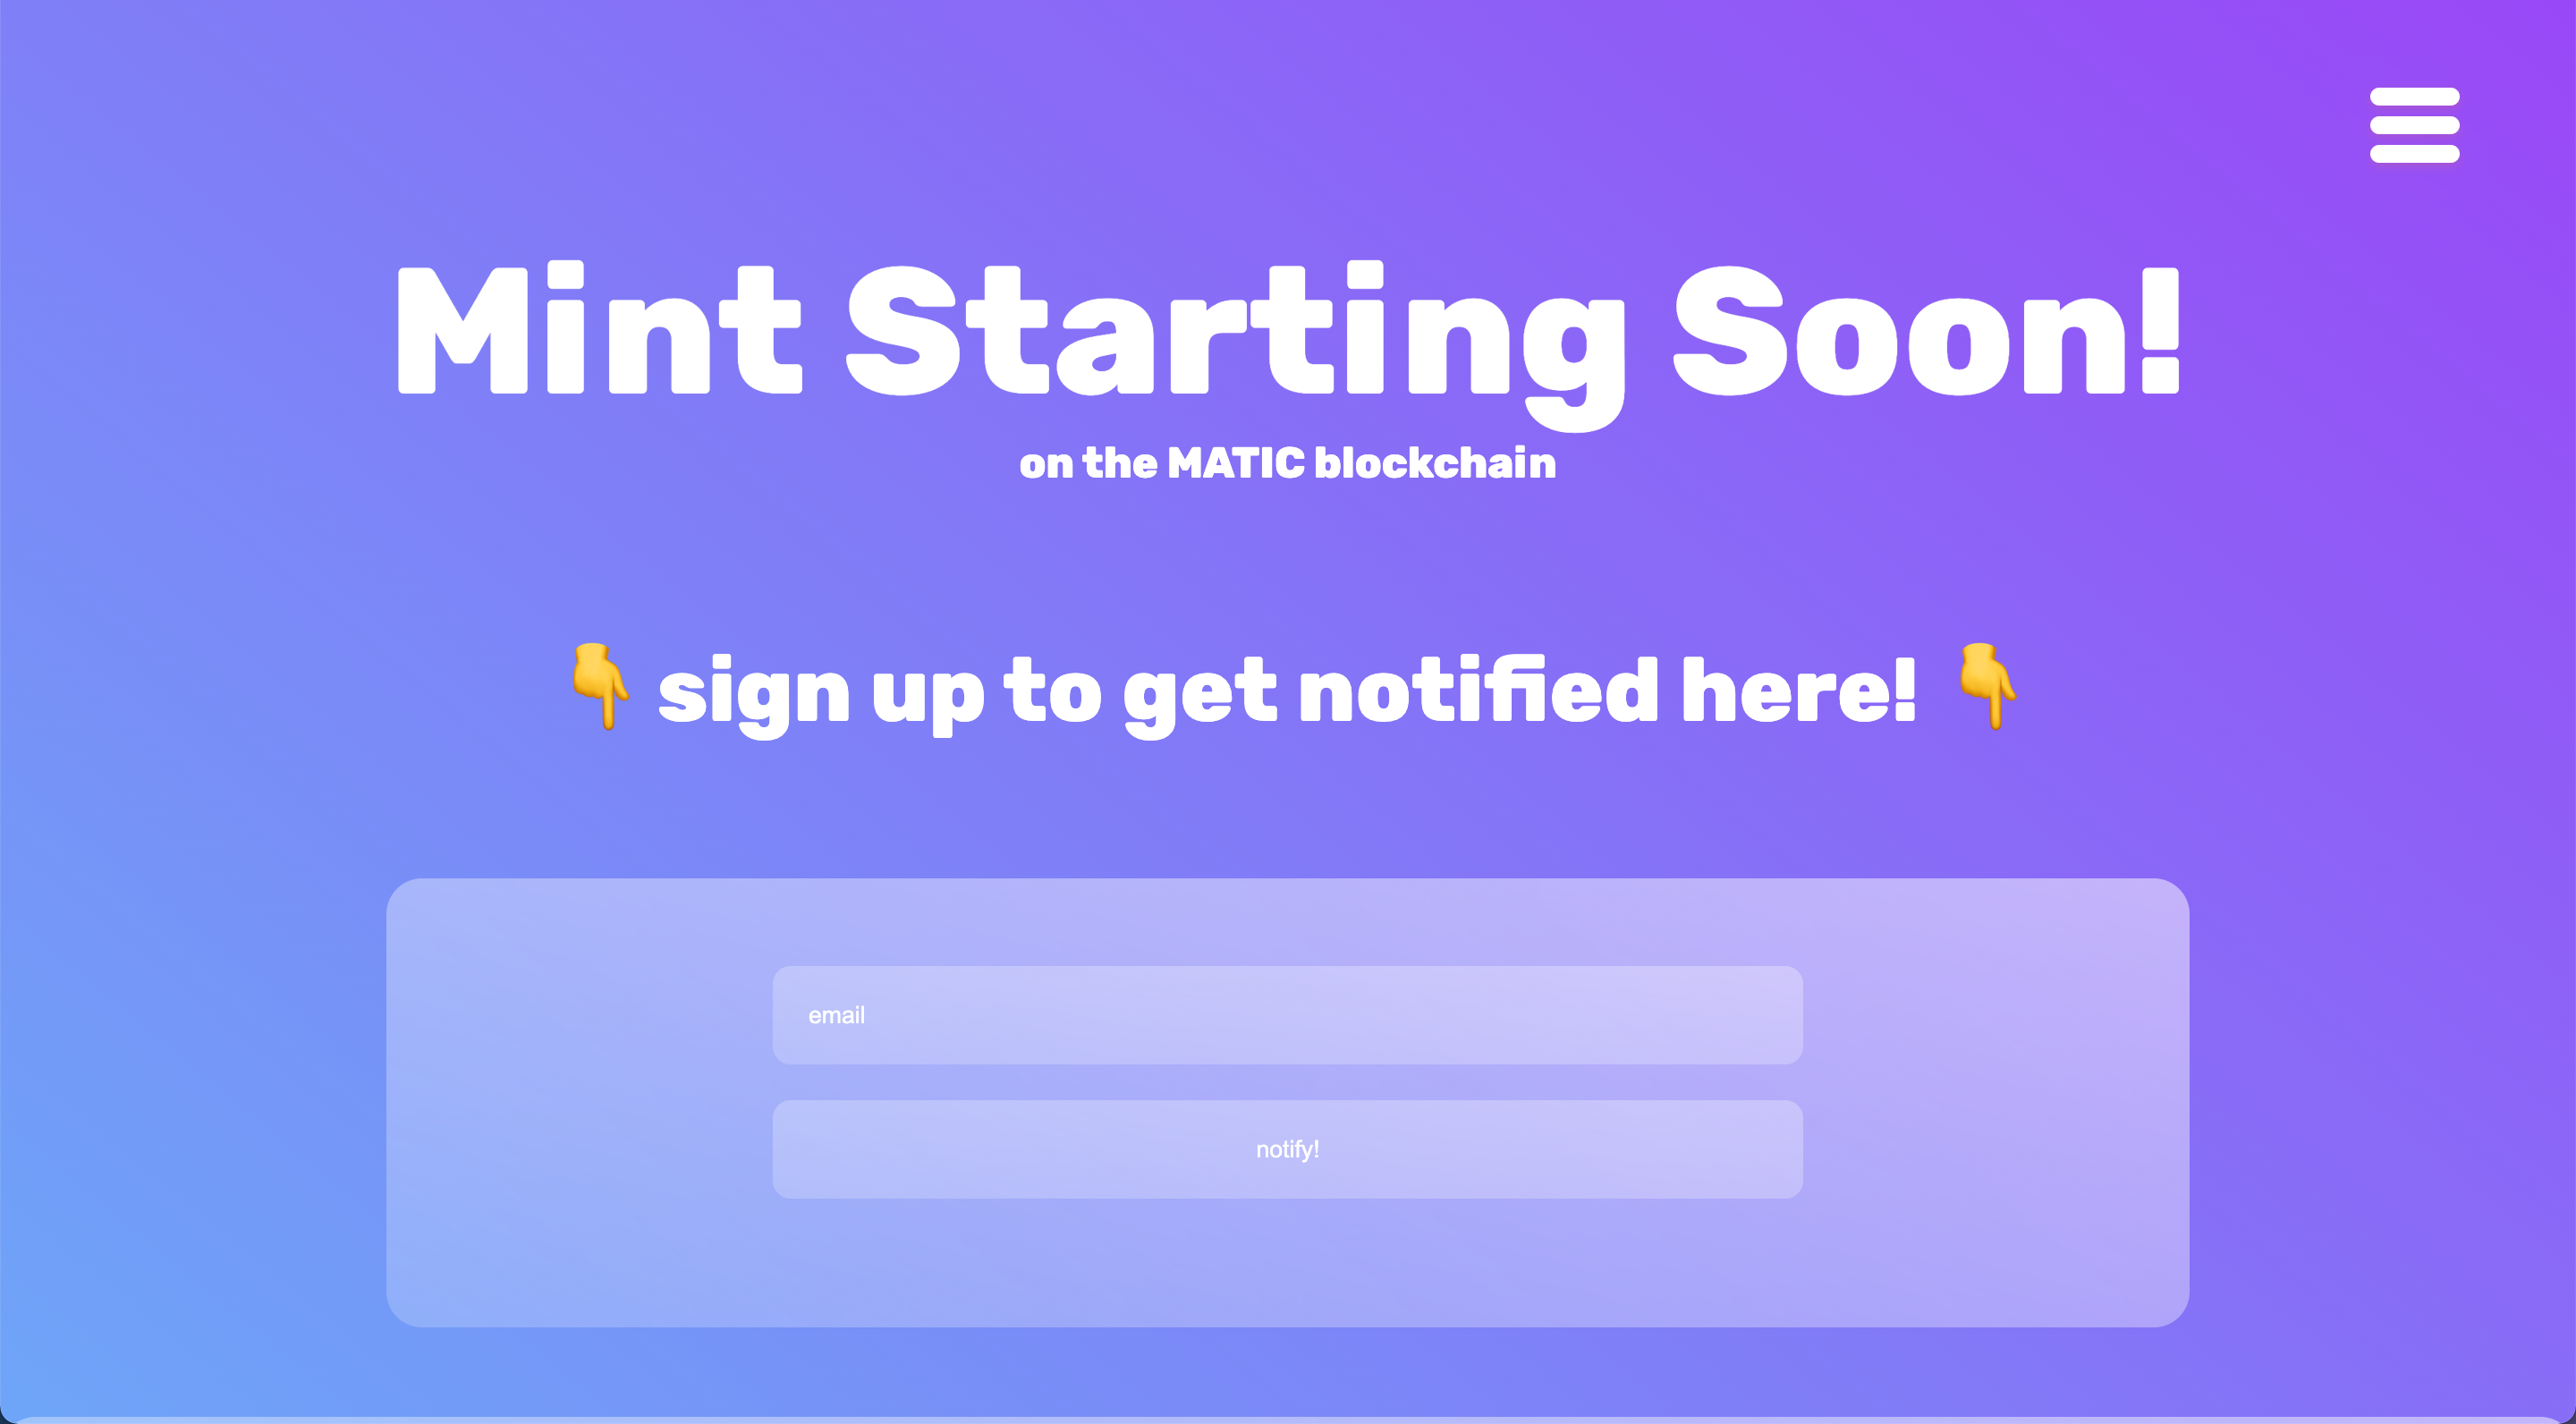 Mint Starting Soon!
on the MATIC blockchain
👇 sign up to get notified here! 👇
email
notify!